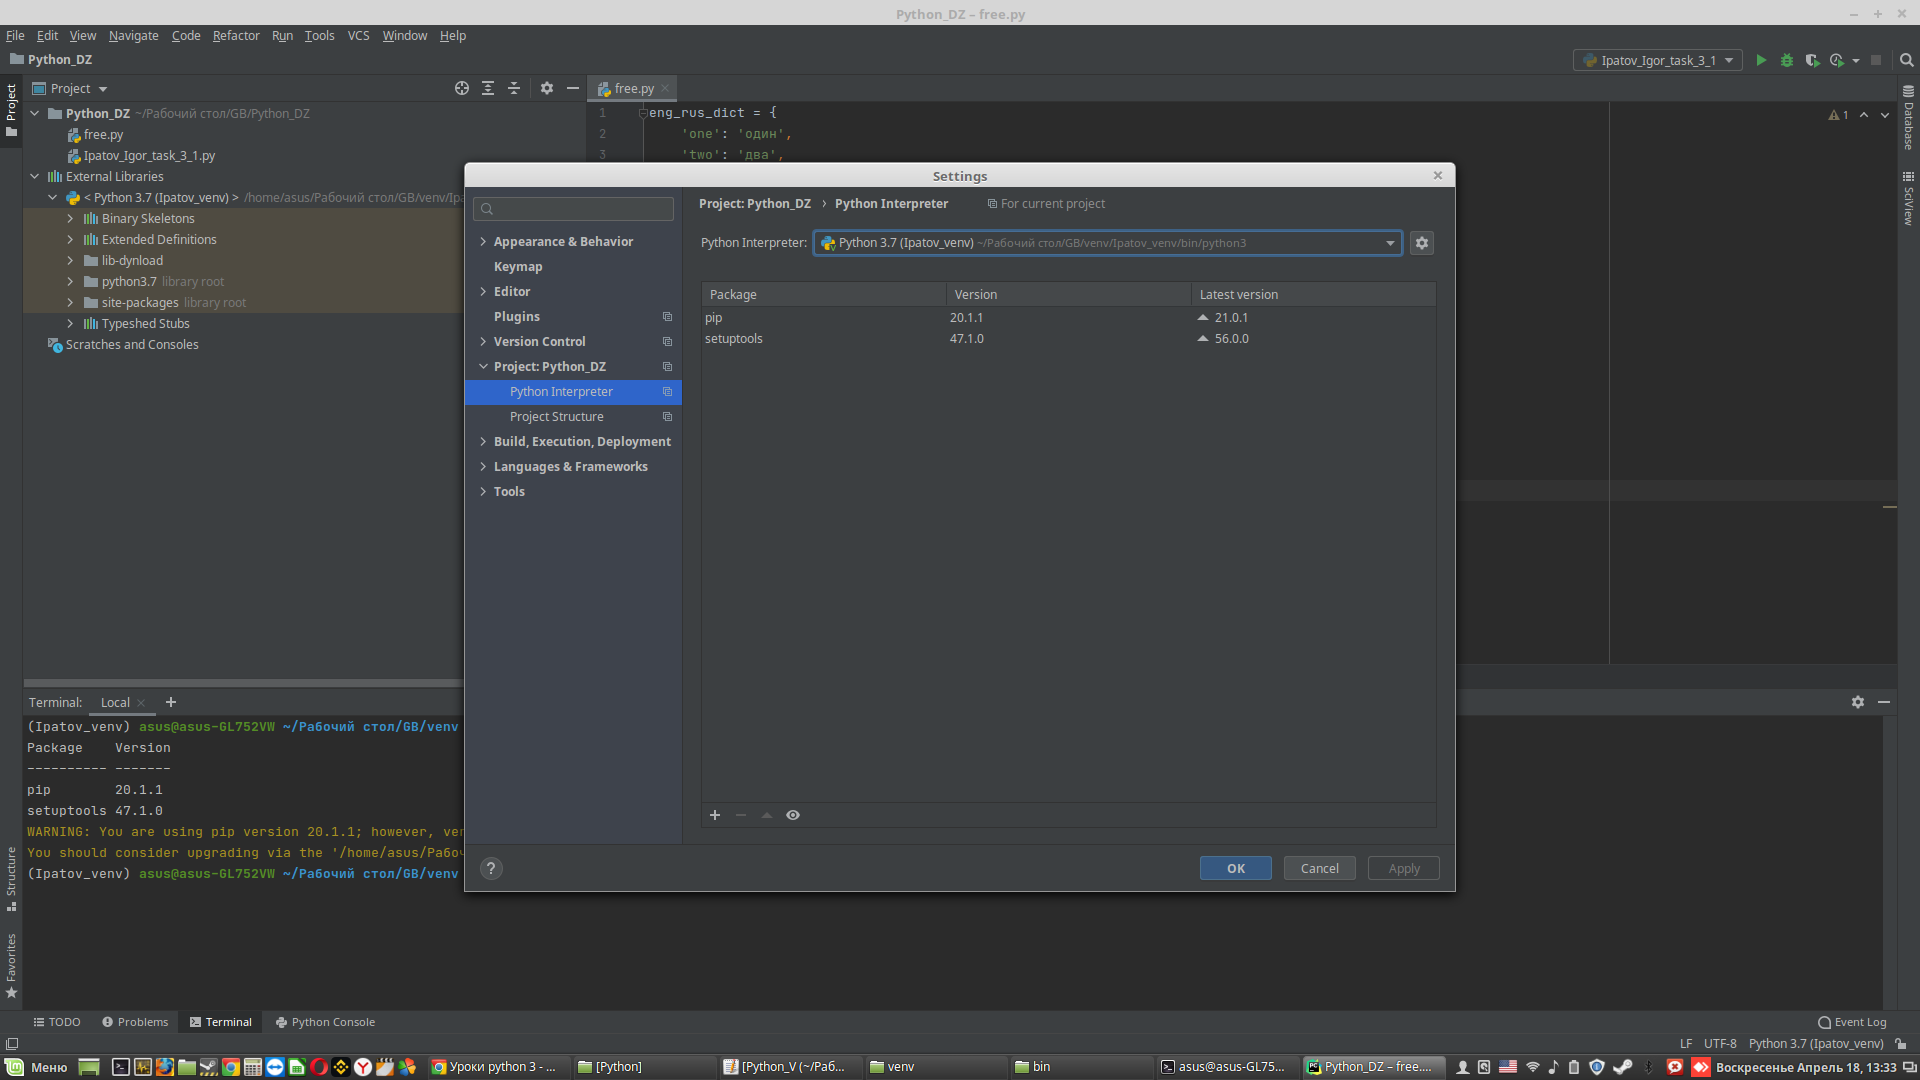 Python_DZ – free.py
File Edit View Navigate Code Refactor Run Tools VCS Window Help
Python_DZ
Ipatov_Igor_task_3_1
Project
Project
free.py
Python_DZ ~/Рабочий стол/GB/Python_DZ
free.py
Ipatov_Igor_task_3_1.py
External Libraries
< Python 3.7 (Ipatov_venv) > /home/asus/Рабочий стол/GB/venv/Ipa
Binary Skeletons
Extended Definitions
lib-dynload
python3.7 library root
site-packages library root
Typeshed Stubs
Scratches and Consoles
1 eng_rus_dict = {
2 'one': 'один',
3 'two': 'два',
1
Database
SciView
Settings
Project: Python_DZ › Python Interpreter For current project
Python Interpreter: Python 3.7 (Ipatov_venv) ~/Рабочий стол/GB/venv/Ipatov_venv/bin/python3
Appearance & Behavior
Keymap
Editor
Plugins
Version Control
Project: Python_DZ
Python Interpreter
Project Structure
Build, Execution, Deployment
Languages & Frameworks
Tools
Package Version Latest version
pip 20.1.1 21.0.1
setuptools 47.1.0 56.0.0
? OK Cancel Apply
Terminal: Local
(Ipatov_venv) asus@asus-GL752VW ~/Рабочий стол/GB/venv
Package Version
---------- -------
pip 20.1.1
setuptools 47.1.0
WARNING: You are using pip version 20.1.1; however, ver
You should consider upgrading via the '/home/asus/Рабоч
(Ipatov_venv) asus@asus-GL752VW ~/Рабочий стол/GB/venv
Structure
Favorites
TODO Problems Terminal Python Console Event Log
LF UTF-8 Python 3.7 (Ipatov_venv)
Меню Уроки python 3 - ... [Python] [Python_V (~/Раб... venv bin asus@asus-GL75... Python_DZ – free.... Воскресенье Апрель 18, 13:33